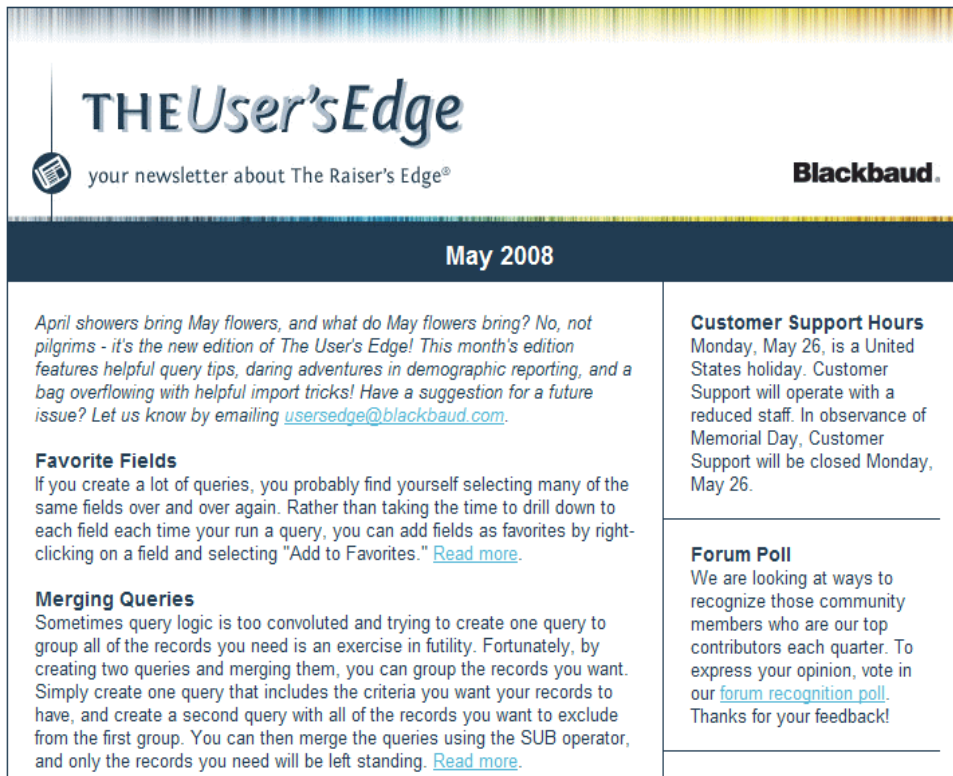 THE User's Edge
your newsletter about The Raiser's Edge®
Blackbaud.
May 2008
April showers bring May flowers, and what do May flowers bring? No, not
pilgrims - it's the new edition of The User's Edge! This month's edition
features helpful query tips, daring adventures in demographic reporting, and a
bag overflowing with helpful import tricks! Have a suggestion for a future
issue? Let us know by emailing usersedge@blackbaud.com.
Favorite Fields
If you create a lot of queries, you probably find yourself selecting many of the
same fields over and over again. Rather than taking the time to drill down to
each field each time your run a query, you can add fields as favorites by right-
clicking on a field and selecting "Add to Favorites." Read more.
Merging Queries
Sometimes query logic is too convoluted and trying to create one query to
group all of the records you need is an exercise in futility. Fortunately, by
creating two queries and merging them, you can group the records you want.
Simply create one query that includes the criteria you want your records to
have, and create a second query with all of the records you want to exclude
from the first group. You can then merge the queries using the SUB operator,
and only the records you need will be left standing. Read more.
Customer Support Hours
Monday, May 26, is a United
States holiday. Customer
Support will operate with a
reduced staff. In observance of
Memorial Day, Customer
Support will be closed Monday,
May 26.
Forum Poll
We are looking at ways to
recognize those community
members who are our top
contributors each quarter. To
express your opinion, vote in
our forum recognition poll.
Thanks for your feedback!